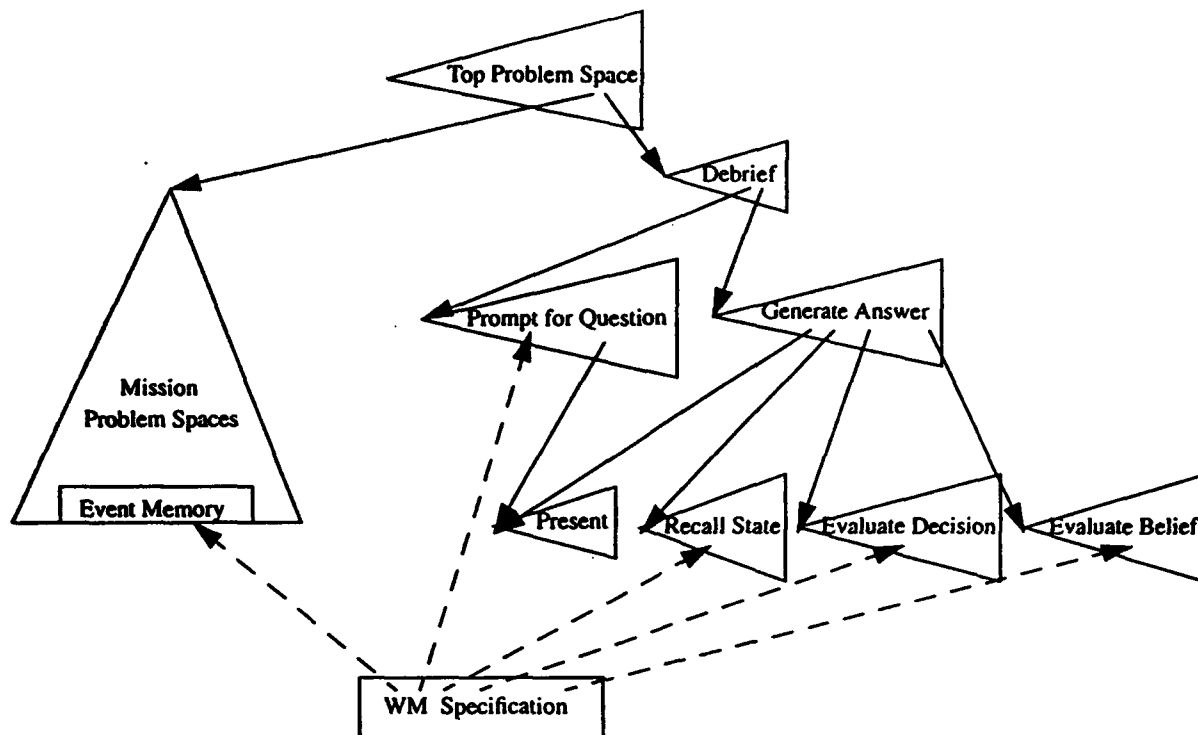 Top Problem Space
Debrief
Prompt for Question
Generate Answer
Mission
Problem Spaces
Event Memory
Present
Recall State
Evaluate Decision
Evaluate Belief
WM Specification